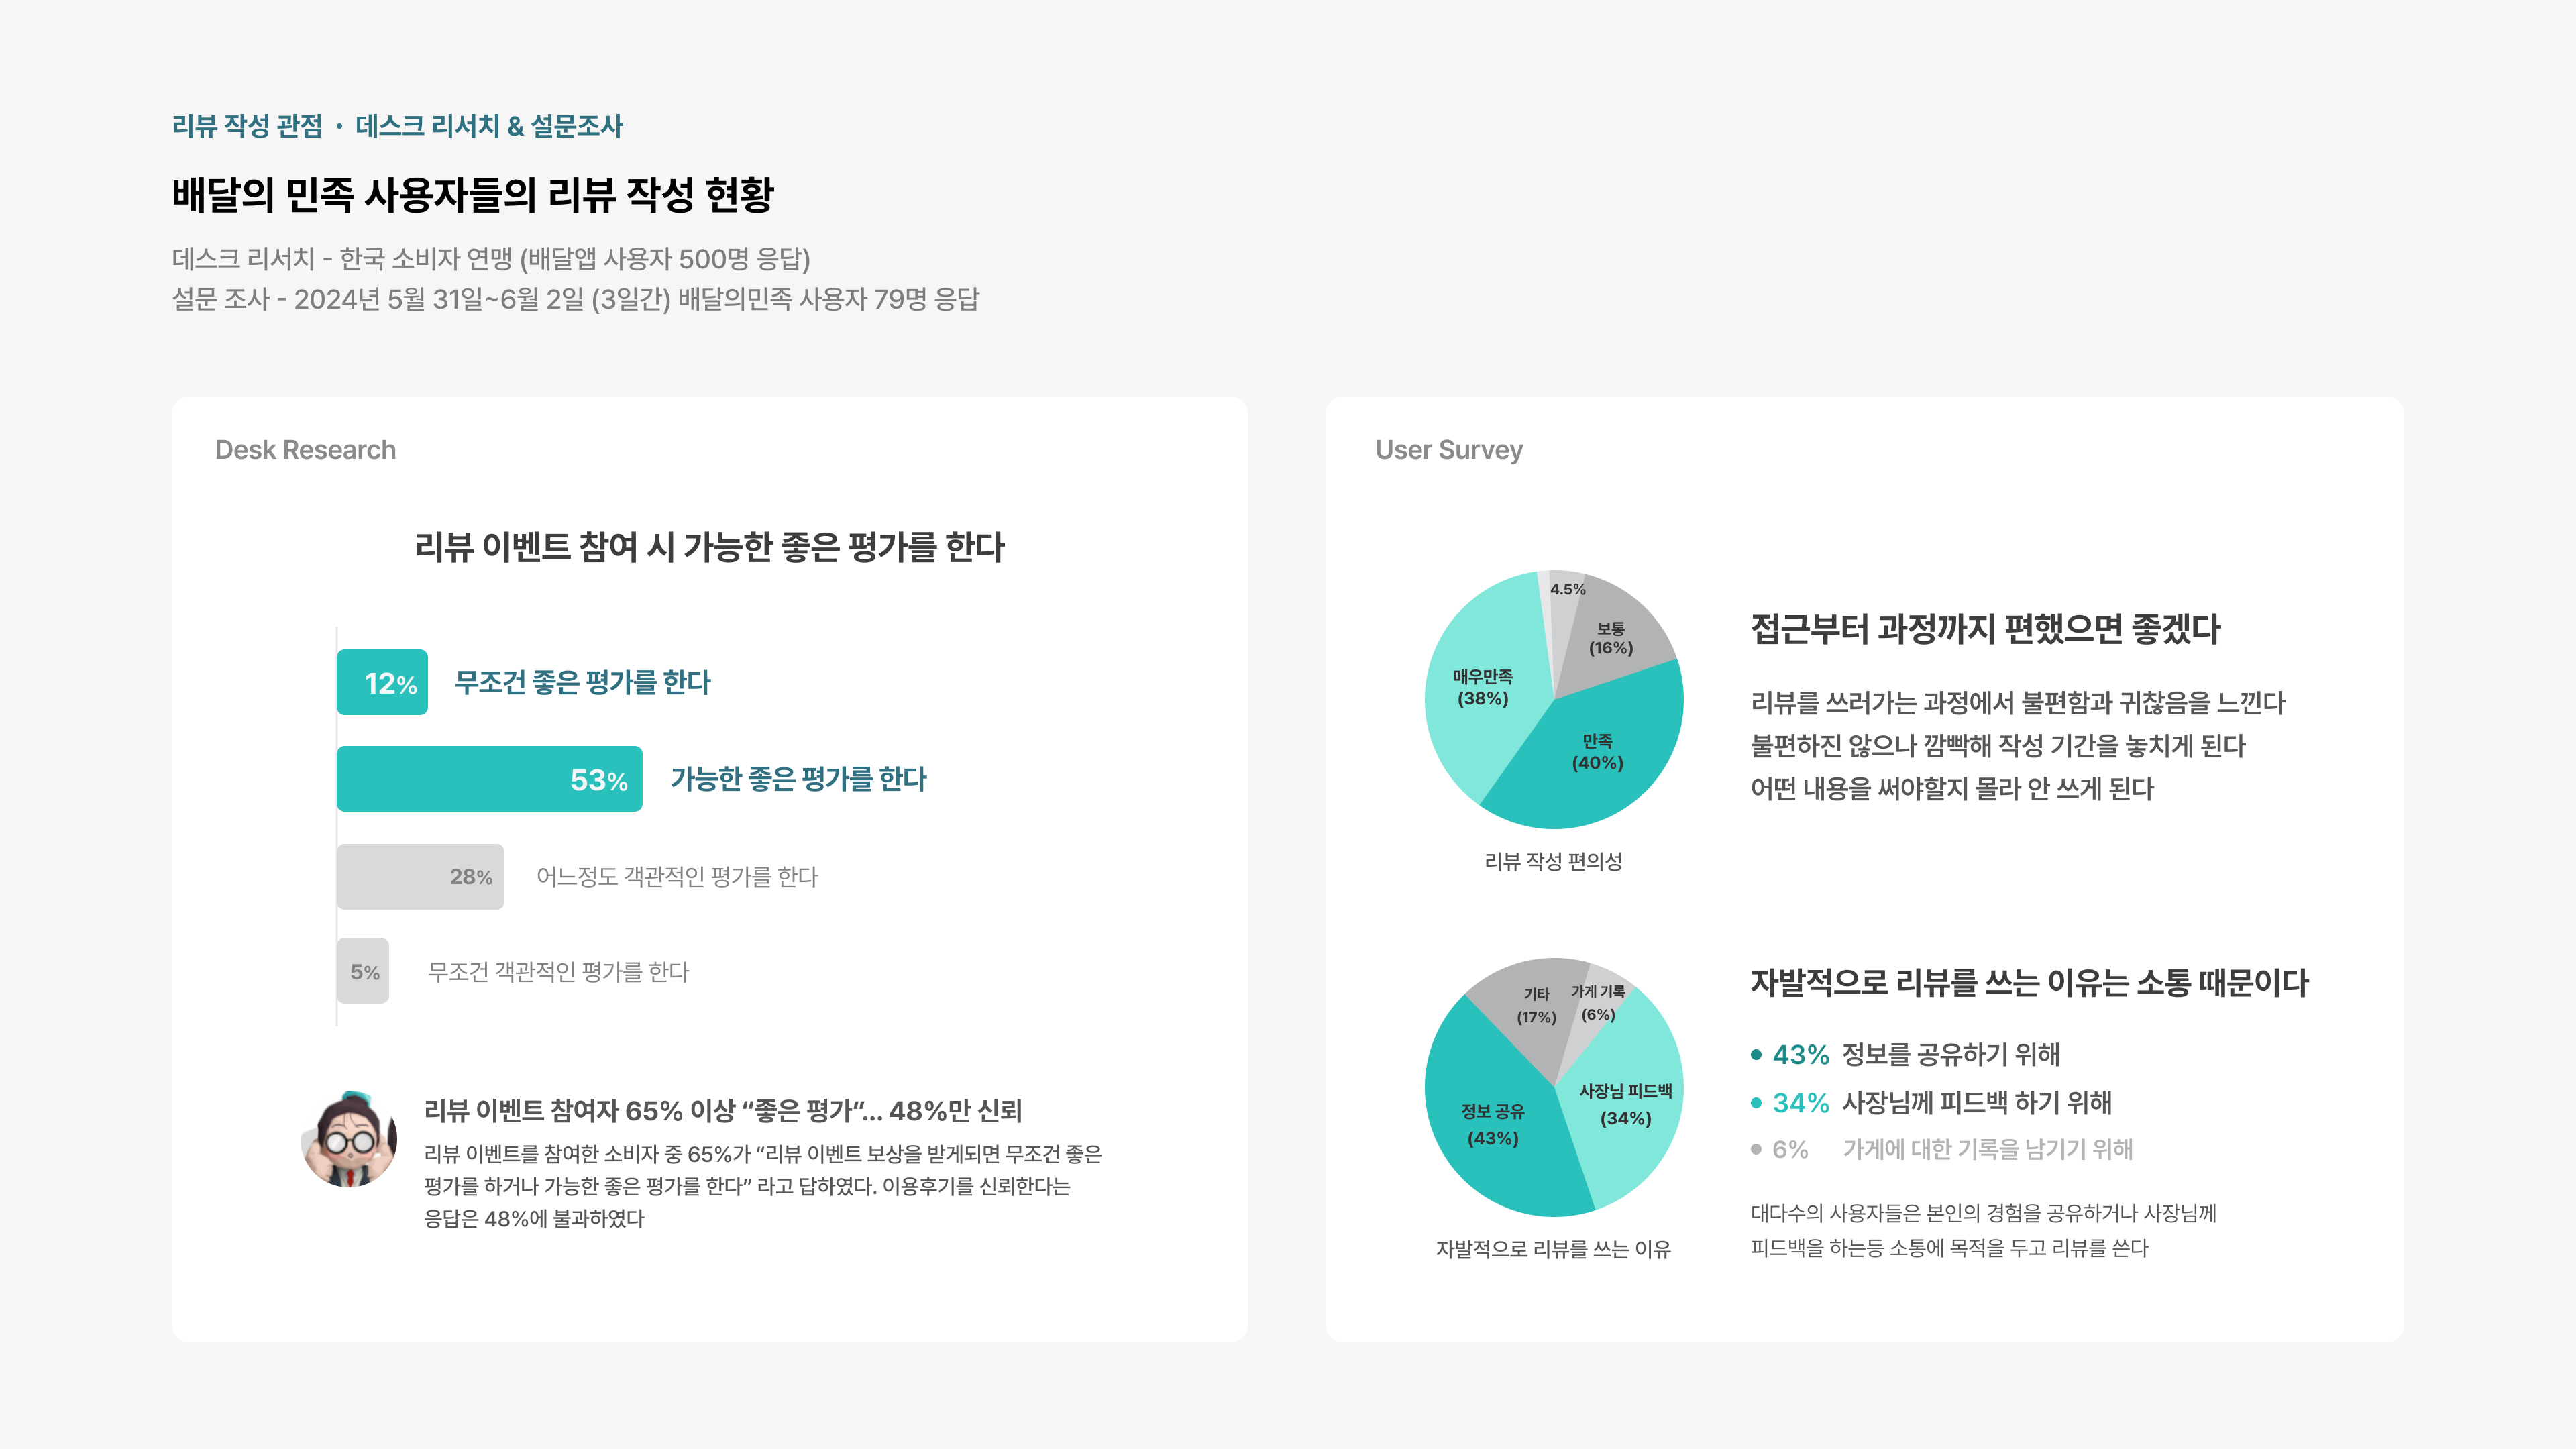 리뷰 작성 관점 · 데스크 리서치 & 설문조사
배달의 민족 사용자들의 리뷰 작성 현황
데스크 리서치 - 한국 소비자 연맹 (배달앱 사용자 500명 응답)
설문 조사 - 2024년 5월 31일~6월 2일 (3일간) 배달의민족 사용자 79명 응답
Desk Research
리뷰 이벤트 참여 시 가능한 좋은 평가를 한다
12% 무조건 좋은 평가를 한다
53% 가능한 좋은 평가를 한다
28% 어느정도 객관적인 평가를 한다
5% 무조건 객관적인 평가를 한다
리뷰 이벤트 참여자 65% 이상 “좋은 평가”... 48%만 신뢰
리뷰 이벤트를 참여한 소비자 중 65%가 “리뷰 이벤트 보상을 받게되면 무조건 좋은
평가를 하거나 가능한 좋은 평가를 한다” 라고 답하였다. 이용후기를 신뢰한다는
응답은 48%에 불과하였다
User Survey
4.5%
보통
(16%)
매우만족
(38%)
만족
(40%)
리뷰 작성 편의성
접근부터 과정까지 편했으면 좋겠다
리뷰를 쓰러가는 과정에서 불편함과 귀찮음을 느낀다
불편하진 않으나 깜빡해 작성 기간을 놓치게 된다
어떤 내용을 써야할지 몰라 안 쓰게 된다
기타
(17%)
가게 기록
(6%)
사장님 피드백
(34%)
정보 공유
(43%)
자발적으로 리뷰를 쓰는 이유
자발적으로 리뷰를 쓰는 이유는 소통 때문이다
• 43% 정보를 공유하기 위해
• 34% 사장님께 피드백 하기 위해
• 6% 가게에 대한 기록을 남기기 위해
대다수의 사용자들은 본인의 경험을 공유하거나 사장님께
피드백을 하는등 소통에 목적을 두고 리뷰를 쓴다